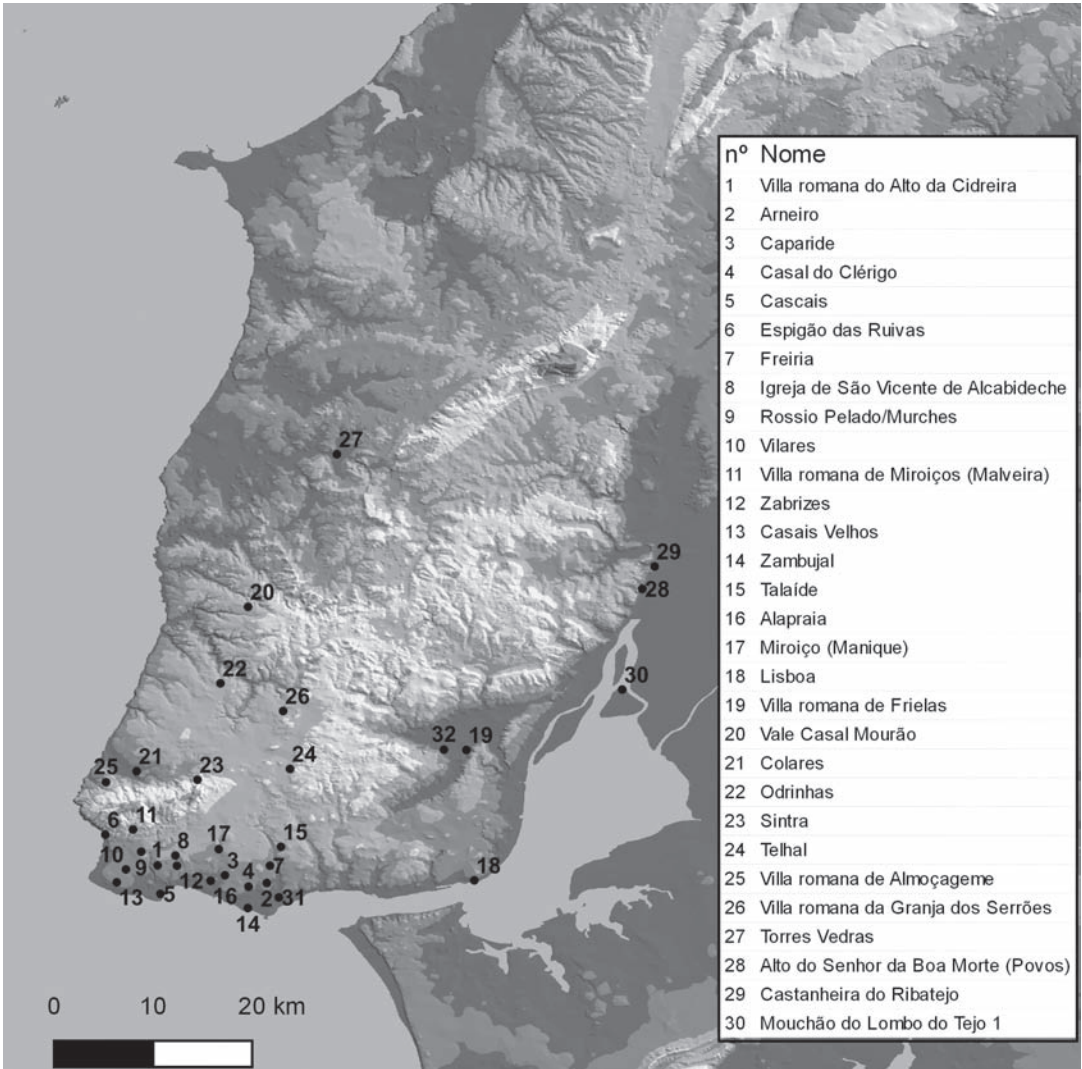 nº Nome
1 Villa romana do Alto da Cidreira
2 Arneiro
3 Caparide
4 Casal do Clérigo
5 Cascais
6 Espigão das Ruivas
7 Freiria
8 Igreja de São Vicente de Alcabideche
9 Rossio Pelado/Murches
10 Vilares
11 Villa romana de Miroiços (Malveira)
12 Zabrizes
13 Casais Velhos
14 Zambujal
15 Talaíde
16 Alapraia
17 Miroiço (Manique)
18 Lisboa
19 Villa romana de Frielas
20 Vale Casal Mourão
21 Colares
22 Odrinhas
23 Sintra
24 Telhal
25 Villa romana de Almoçageme
26 Villa romana da Granja dos Serrões
27 Torres Vedras
28 Alto do Senhor da Boa Morte (Povos)
29 Castanheira do Ribatejo
30 Mouchão do Lombo do Tejo 1
27
29
28
20
22
30
26
32 19
24
21
25
23
11
6
17
15
8
10
9
1
3
7
12
4
18
13
5
16
2
31
14
0 10 20 km